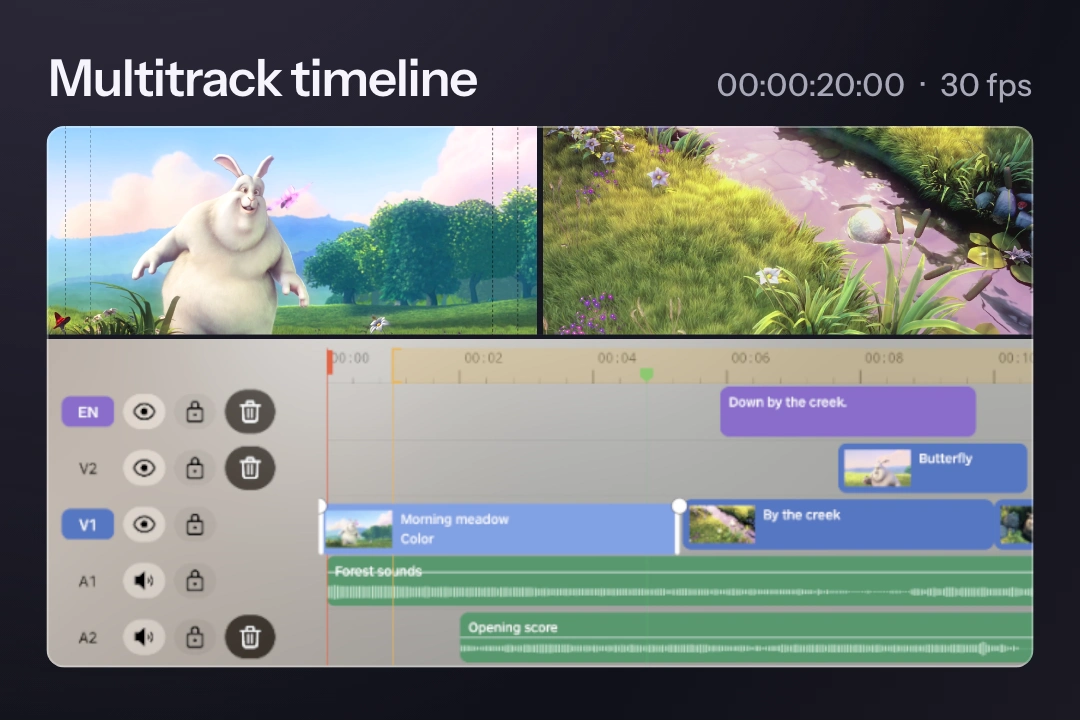 Multitrack timeline
00:00:20:00 · 30 fps
00:00 00:02 00:04 00:06 00:08
EN
Down by the creek.
V2
Butterfly
V1
Morning meadow
Color
By the creek
A1
Forest sounds
A2
Opening score